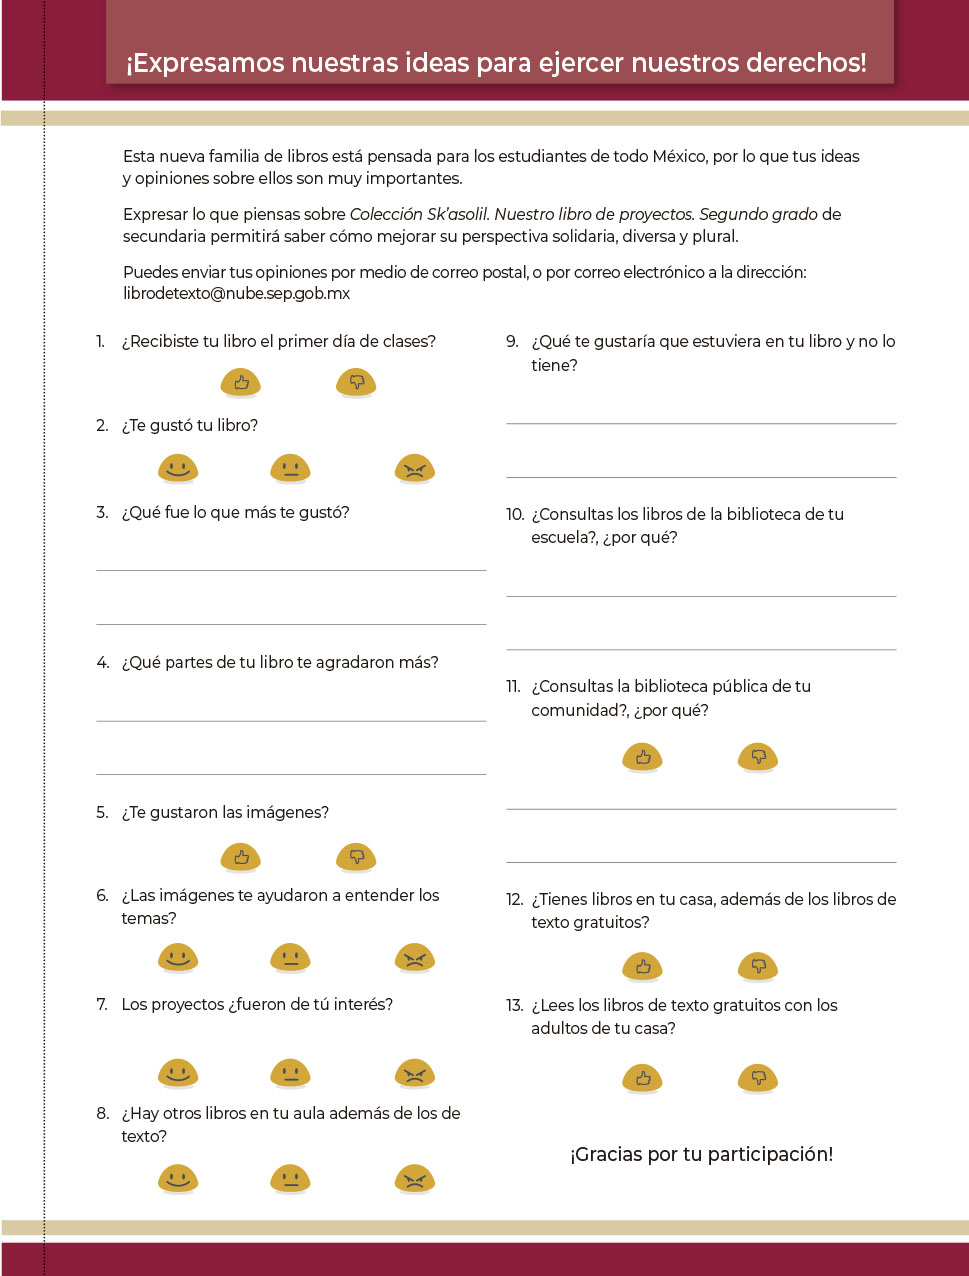 ¡Expresamos nuestras ideas para ejercer nuestros derechos!
Esta nueva familia de libros está pensada para los estudiantes de todo México, por lo que tus ideas
y opiniones sobre ellos son muy importantes.
Expresar lo que piensas sobre Colección Sk’asolil. Nuestro libro de proyectos. Segundo grado de
secundaria permitirá saber cómo mejorar su perspectiva solidaria, diversa y plural.
Puedes enviar tus opiniones por medio de correo postal, o por correo electrónico a la dirección:
librodetexto@nube.sep.gob.mx
1. ¿Recibiste tu libro el primer día de clases?
2. ¿Te gustó tu libro?
3. ¿Qué fue lo que más te gustó?
4. ¿Qué partes de tu libro te agradaron más?
5. ¿Te gustaron las imágenes?
6. ¿Las imágenes te ayudaron a entender los
temas?
7. Los proyectos ¿fueron de tú interés?
8. ¿Hay otros libros en tu aula además de los de
texto?
9. ¿Qué te gustaría que estuviera en tu libro y no lo
tiene?
10. ¿Consultas los libros de la biblioteca de tu
escuela?, ¿por qué?
11. ¿Consultas la biblioteca pública de tu
comunidad?, ¿por qué?
12. ¿Tienes libros en tu casa, además de los libros de
texto gratuitos?
13. ¿Lees los libros de texto gratuitos con los
adultos de tu casa?
¡Gracias por tu participación!